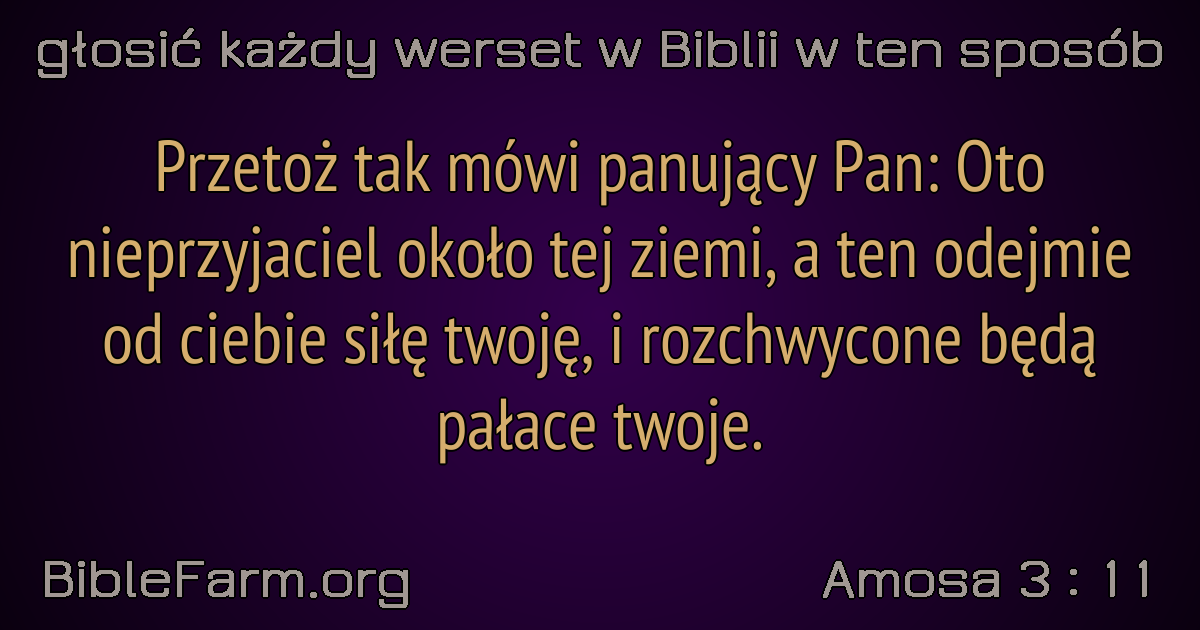 głosić każdy werset w Biblii w ten sposób
Przetoż tak mówi panujący Pan: Oto
nieprzyjaciel około tej ziemi, a ten odejmie
od ciebie siłę twoję, i rozchwycone będą
pałace twoje.
BibleFarm.org
Amosa 3 : 11